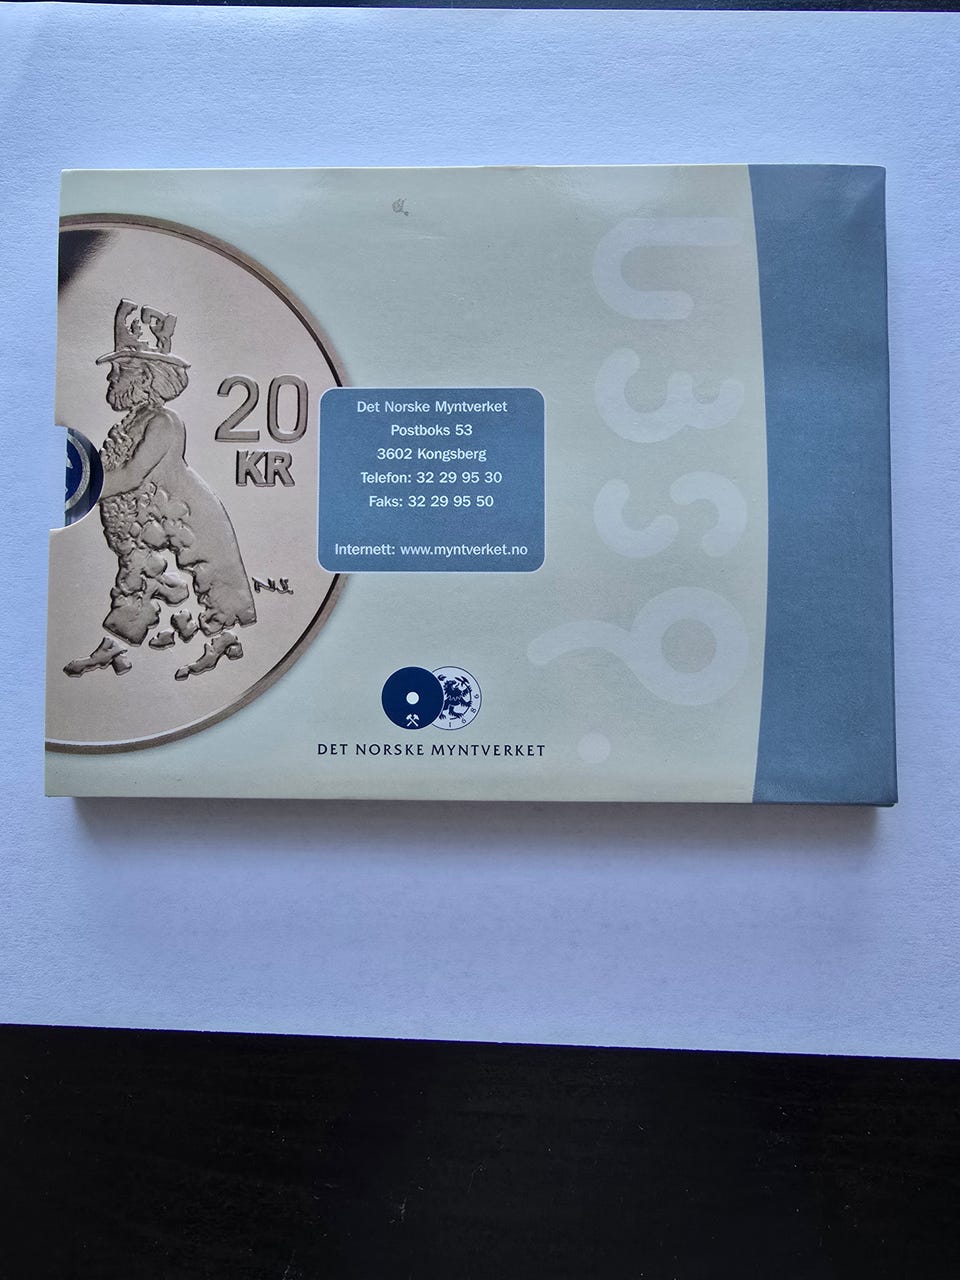 20
KR
Det Norske Myntverket
Postboks 53
3602 Kongsberg
Telefon: 32 29 95 30
Faks: 32 29 95 50
Internett: www.myntverket.no
1686
DET NORSKE MYNTVERKET